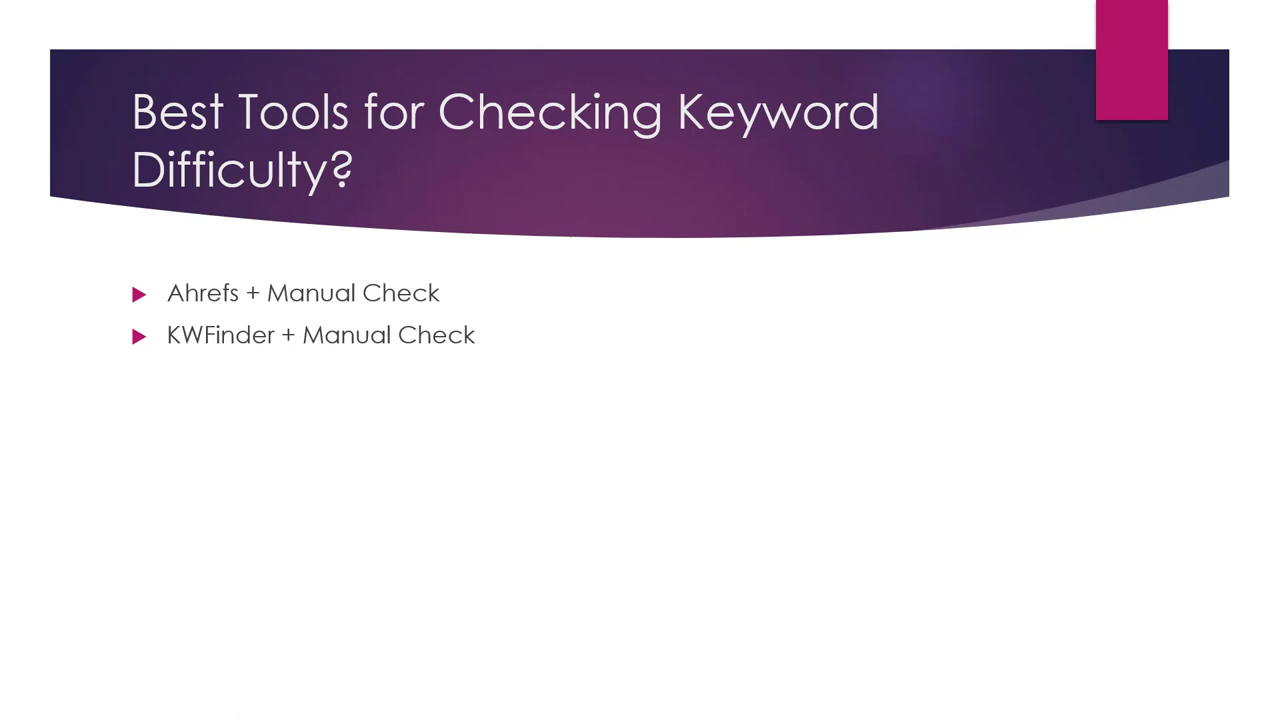 Best Tools for Checking Keyword
Difficulty?
Ahrefs + Manual Check
KWFinder + Manual Check